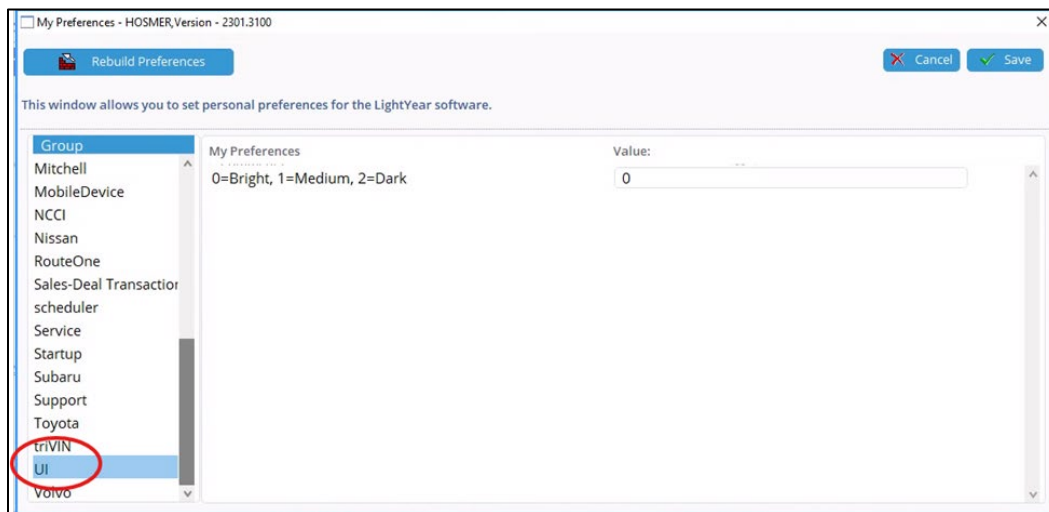 My Preferences - HOSMER,Version - 2301.3100
Rebuild Preferences
Cancel
Save
This window allows you to set personal preferences for the LightYear software.
Group
Mitchell
MobileDevice
NCCI
Nissan
RouteOne
Sales-Deal Transaction
scheduler
Service
Startup
Subaru
Support
Toyota
triVIN
UI
Volvo
My Preferences
Value:
0=Bright, 1=Medium, 2=Dark
0